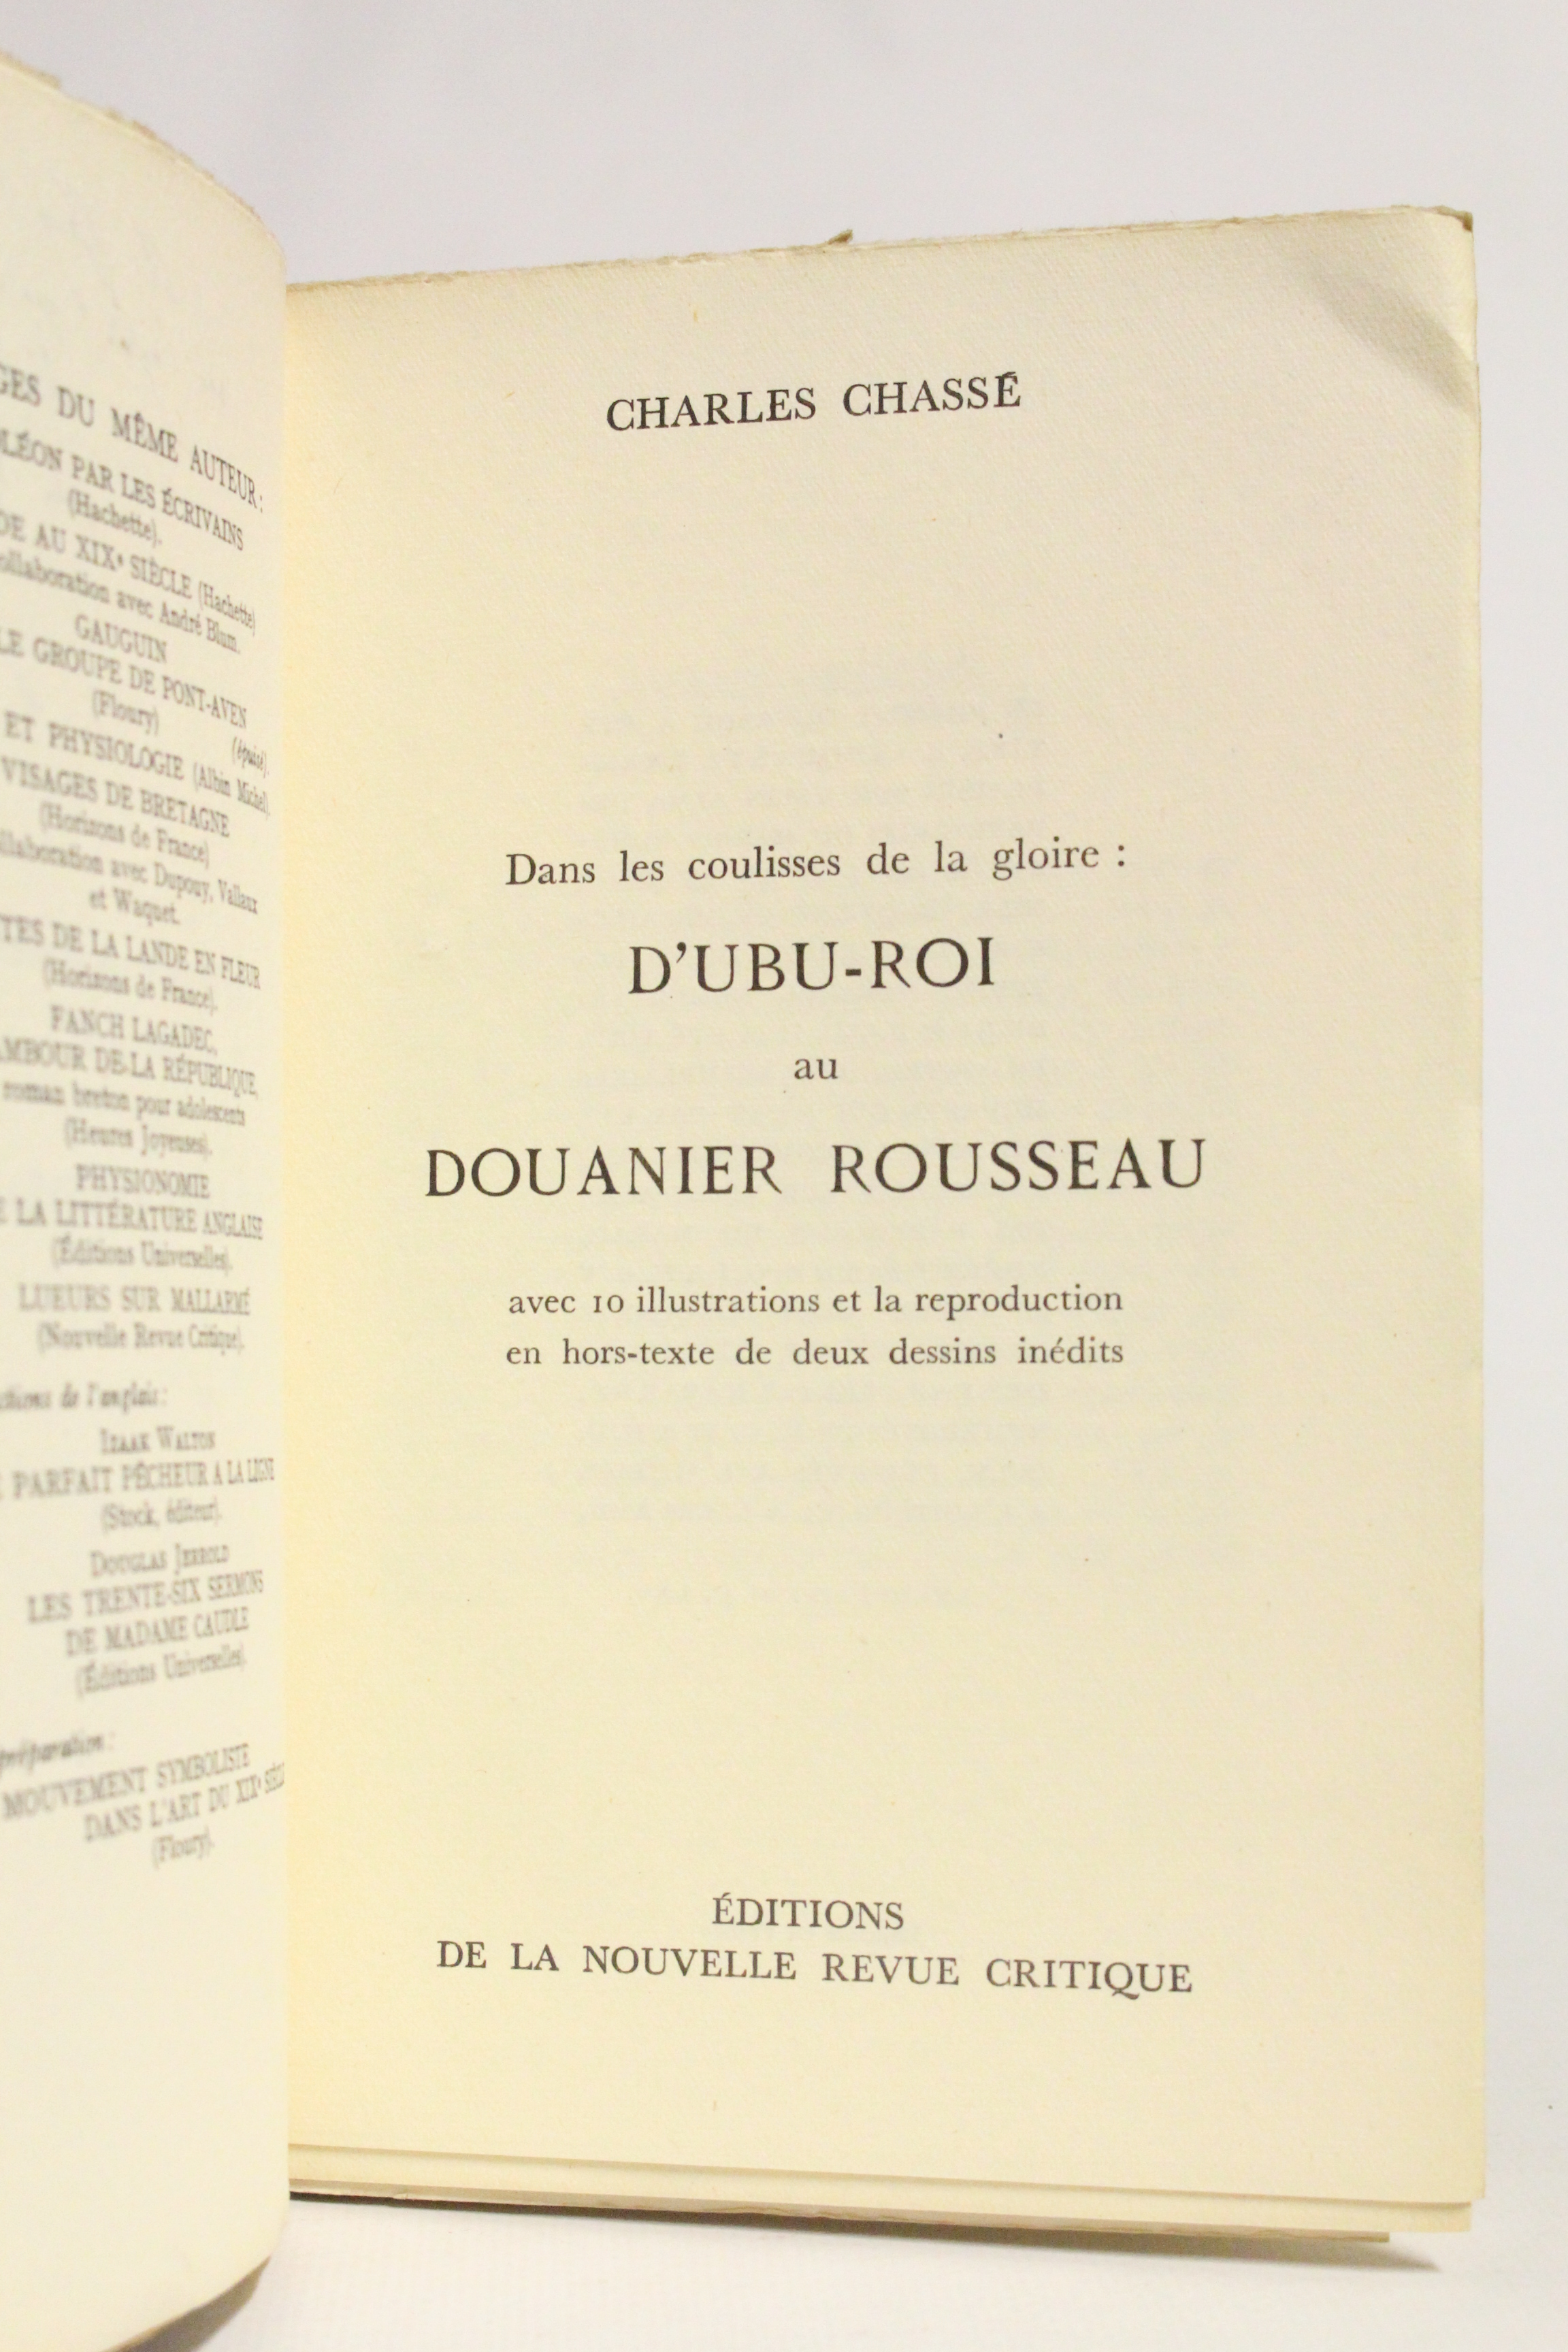 DU MÊME AUTEUR :
PAR LES ÉCRIVAINS
(Hachette).
AU XIXe SIÈCLE (Hachette)
avec André Blum.
GAUGUIN
LE GROUPE DE PONT-AVEN
(Floury)
(épuisé).
ET PHYSIOLOGIE (Albin Michel).
VISAGES DE BRETAGNE
(Horizons de France)
avec Dupouy, Vallaux
et Waquet.
DE LA LANDE EN FLEUR
(Horizons de France).
FANCH LAGADEC,
DE LA RÉPUBLIQUE,
roman breton pour adolescents
(Heures Joyeuses).
PHYSIONOMIE
LA LITTÉRATURE ANGLAISE
(Éditions Universelles).
LUEURS SUR MALLARMÉ
(Nouvelle Revue Critique).
de l'anglais :
IZAAK WALTON
PARFAIT PÊCHEUR A LA LIGNE
(Stock, éditeur).
DOUGLAS JERROLD
LES TRENTE-SIX SERMONS
DE MADAME CAUDLE
(Éditions Universelles).
préparation :
MOUVEMENT SYMBOLISTE
DANS L'ART DU XIXe
(Floury).
CHARLES CHASSÉ
Dans les coulisses de la gloire :
D'UBU-ROI
au
DOUANIER ROUSSEAU
avec 10 illustrations et la reproduction
en hors-texte de deux dessins inédits
ÉDITIONS
DE LA NOUVELLE REVUE CRITIQUE